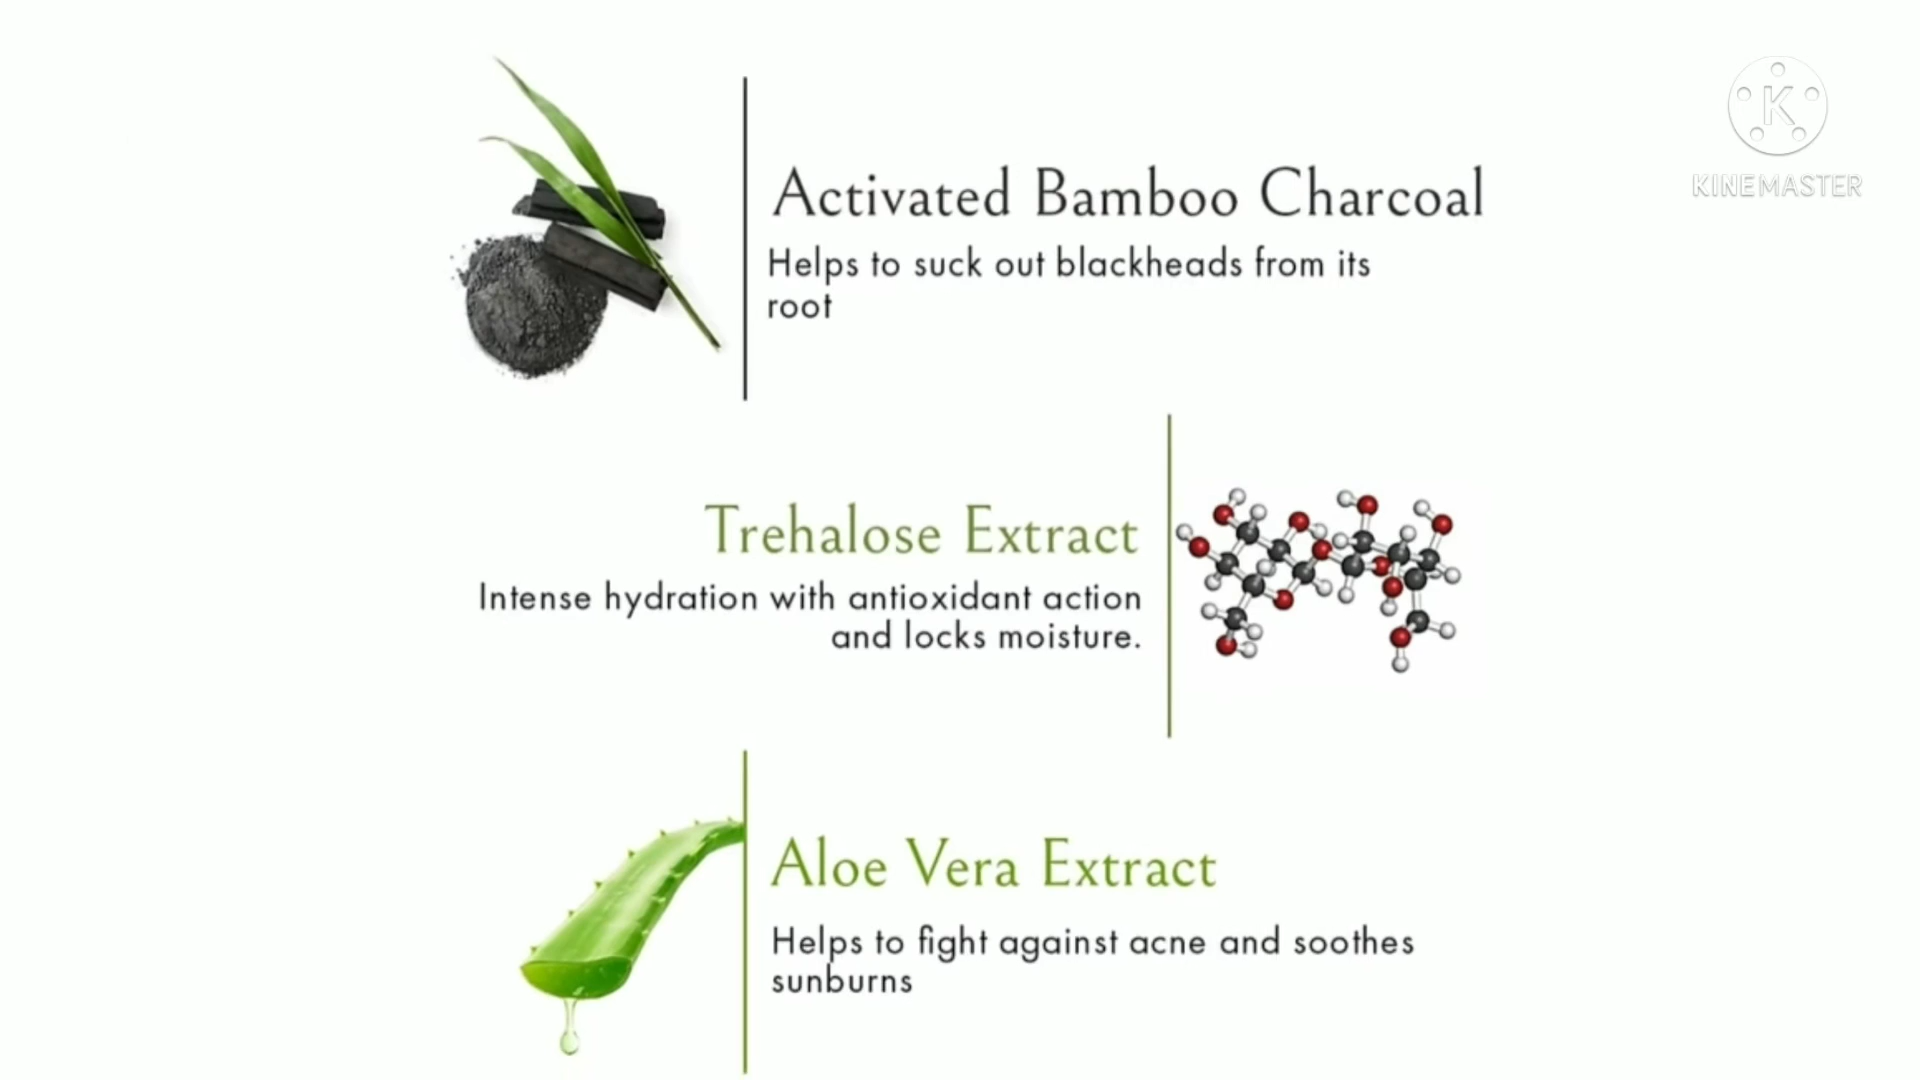 K
KINEMASTER
Activated Bamboo Charcoal
Helps to suck out blackheads from its
root
Trehalose Extract
Intense hydration with antioxidant action
and locks moisture.
Aloe Vera Extract
Helps to fight against acne and soothes
sunburns